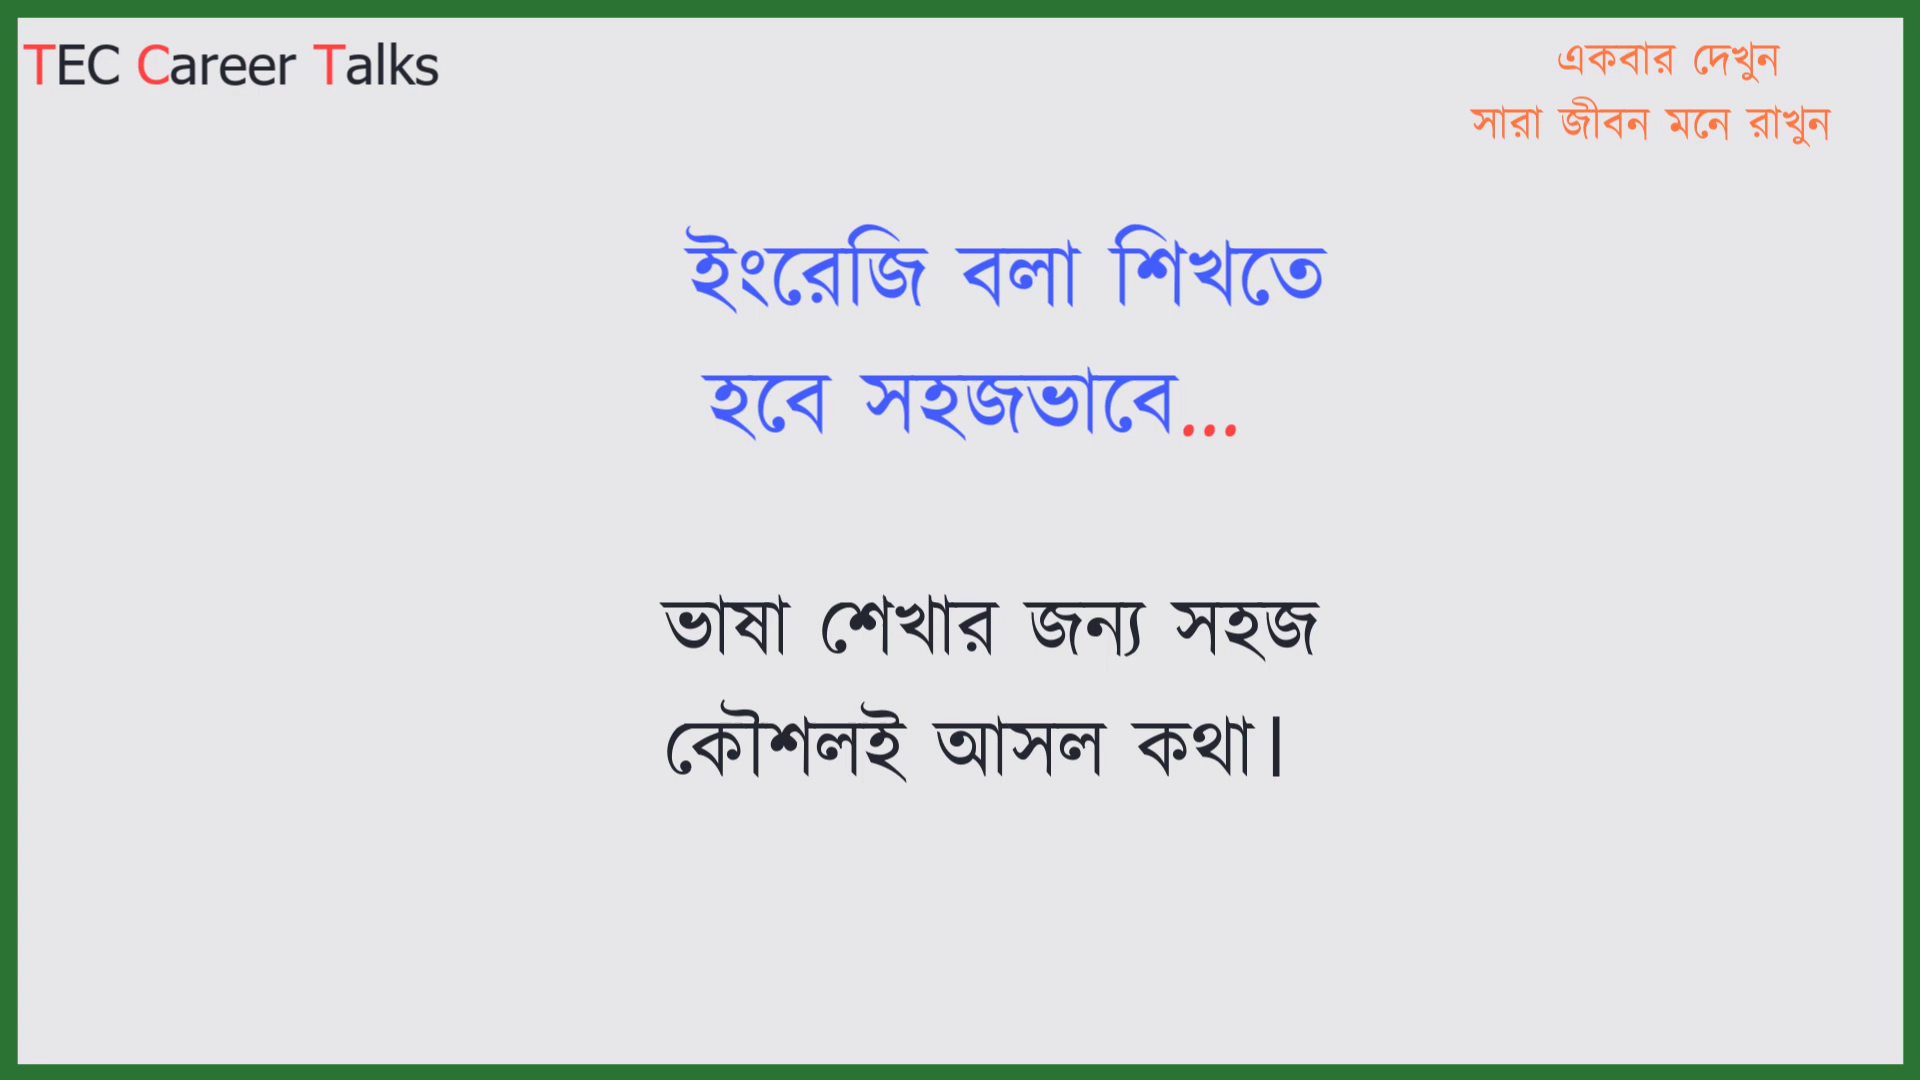 TEC Career Talks
একবার দেখুন
সারা জীবন মনে রাখুন
ইংরেজি বলা শিখতে
হবে সহজভাবে...
ভাষা শেখার জন্য সহজ
কৌশলই আসল কথা।